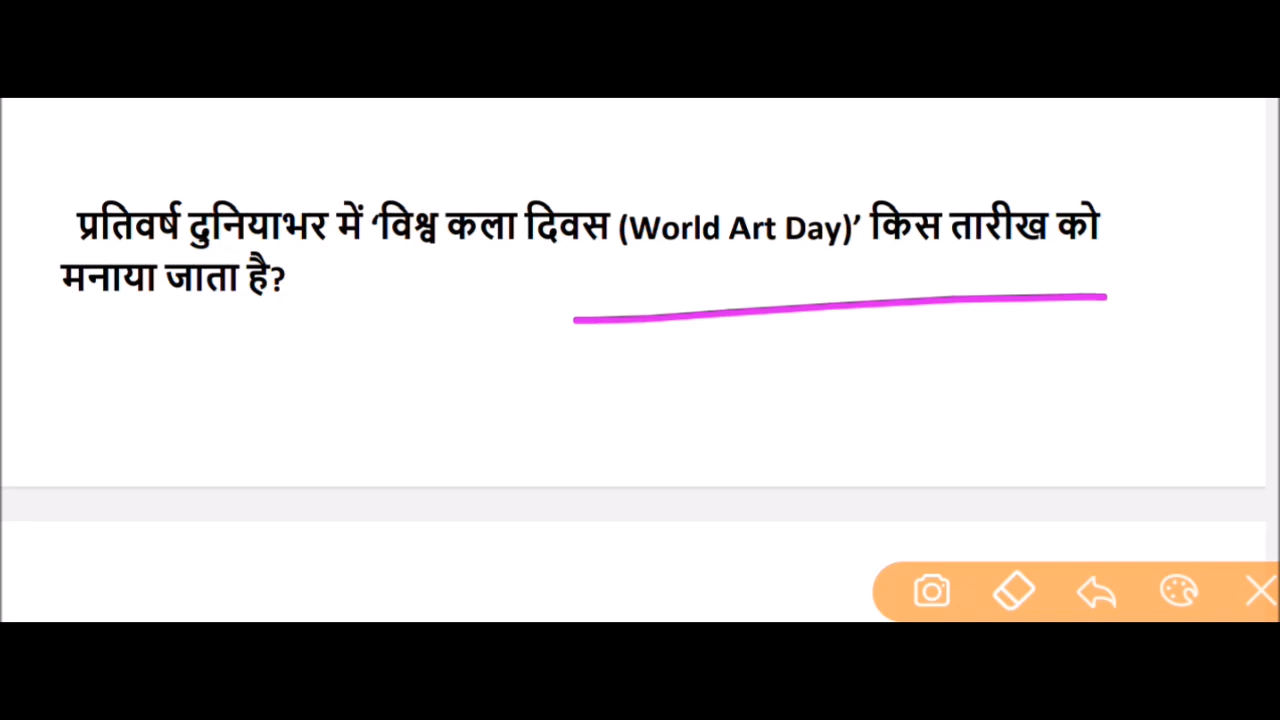 प्रतिवर्ष दुनियाभर में ‘विश्व कला दिवस (World Art Day)’ किस तारीख को
मनाया जाता है?